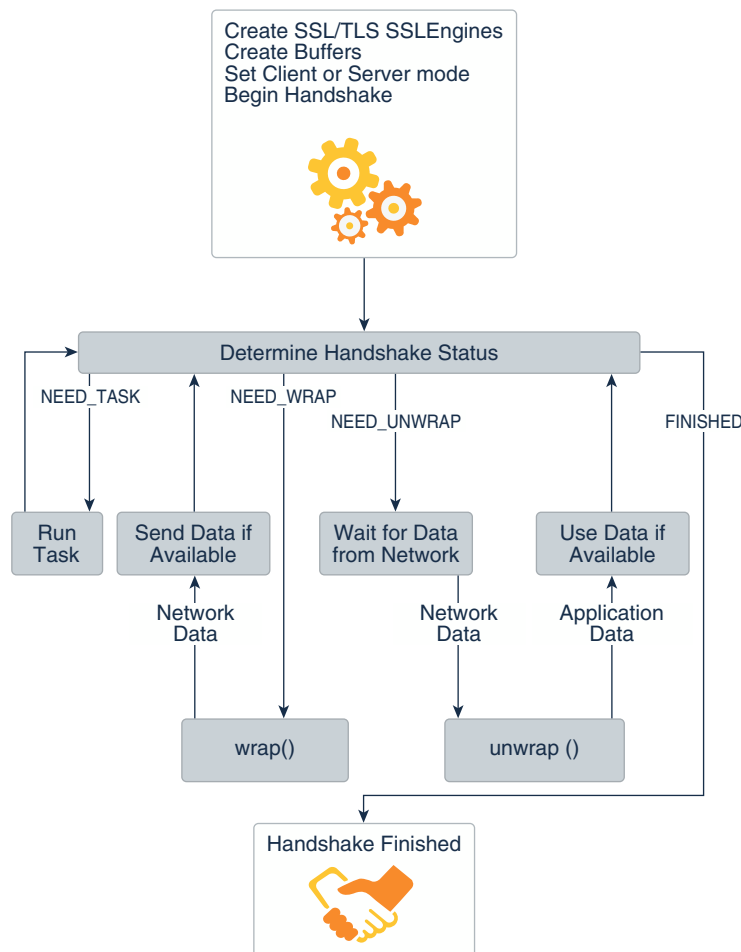 Create SSL/TLS SSLEngines
Create Buffers
Set Client or Server mode
Begin Handshake
Determine Handshake Status
NEED_TASK
NEED_WRAP
NEED_UNWRAP
FINISHED
Run
Task
Send Data if
Available
Wait for Data
from Network
Use Data if
Available
Network
Data
Network
Data
Application
Data
wrap()
unwrap ()
Handshake Finished